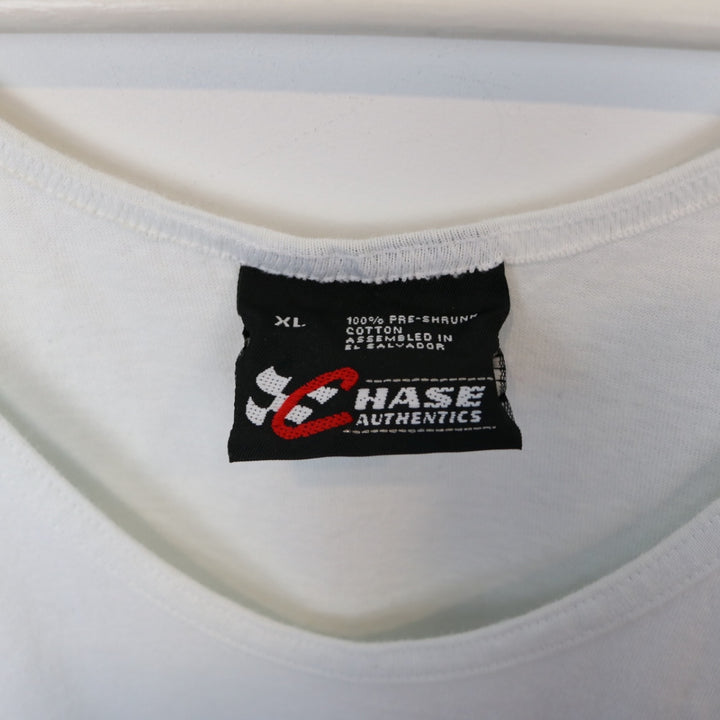 XL
100% PRE-SHRUNK
COTTON
ASSEMBLED IN
EL SALVADOR
CHASE
AUTHENTICS